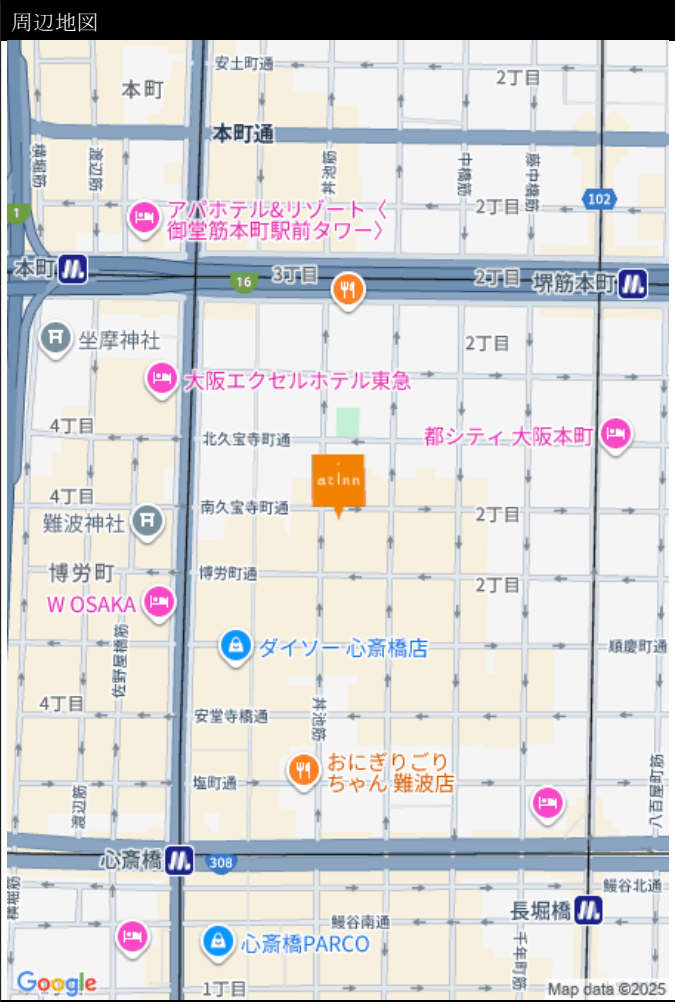 周辺地図
安土町通
2丁目
本町
本町通
横堀筋
渡辺筋
丼池筋
中橋筋
藤中橋筋
102
1
アパホテル&リゾート〈
御堂筋本町駅前タワー〉
2丁目
本町
3丁目
2丁目
堺筋本町
16
坐摩神社
2丁目
大阪エクセルホテル東急
4丁目
北久宝寺町通
都シティ 大阪本町
at Inn
4丁目
南久宝寺町通
2丁目
難波神社
博労町
博労町通
2丁目
W OSAKA
佐野屋橋筋
ダイソー 心斎橋店
順慶町通
4丁目
安堂寺橋通
丼池筋
おにぎりごり
ちゃん 難波店
塩町通
渡辺筋
八百屋町筋
心斎橋
308
横堀筋
鰻谷北通
長堀橋
鰻谷南通
心斎橋PARCO
千年町筋
1丁目
Google
Map data ©2025